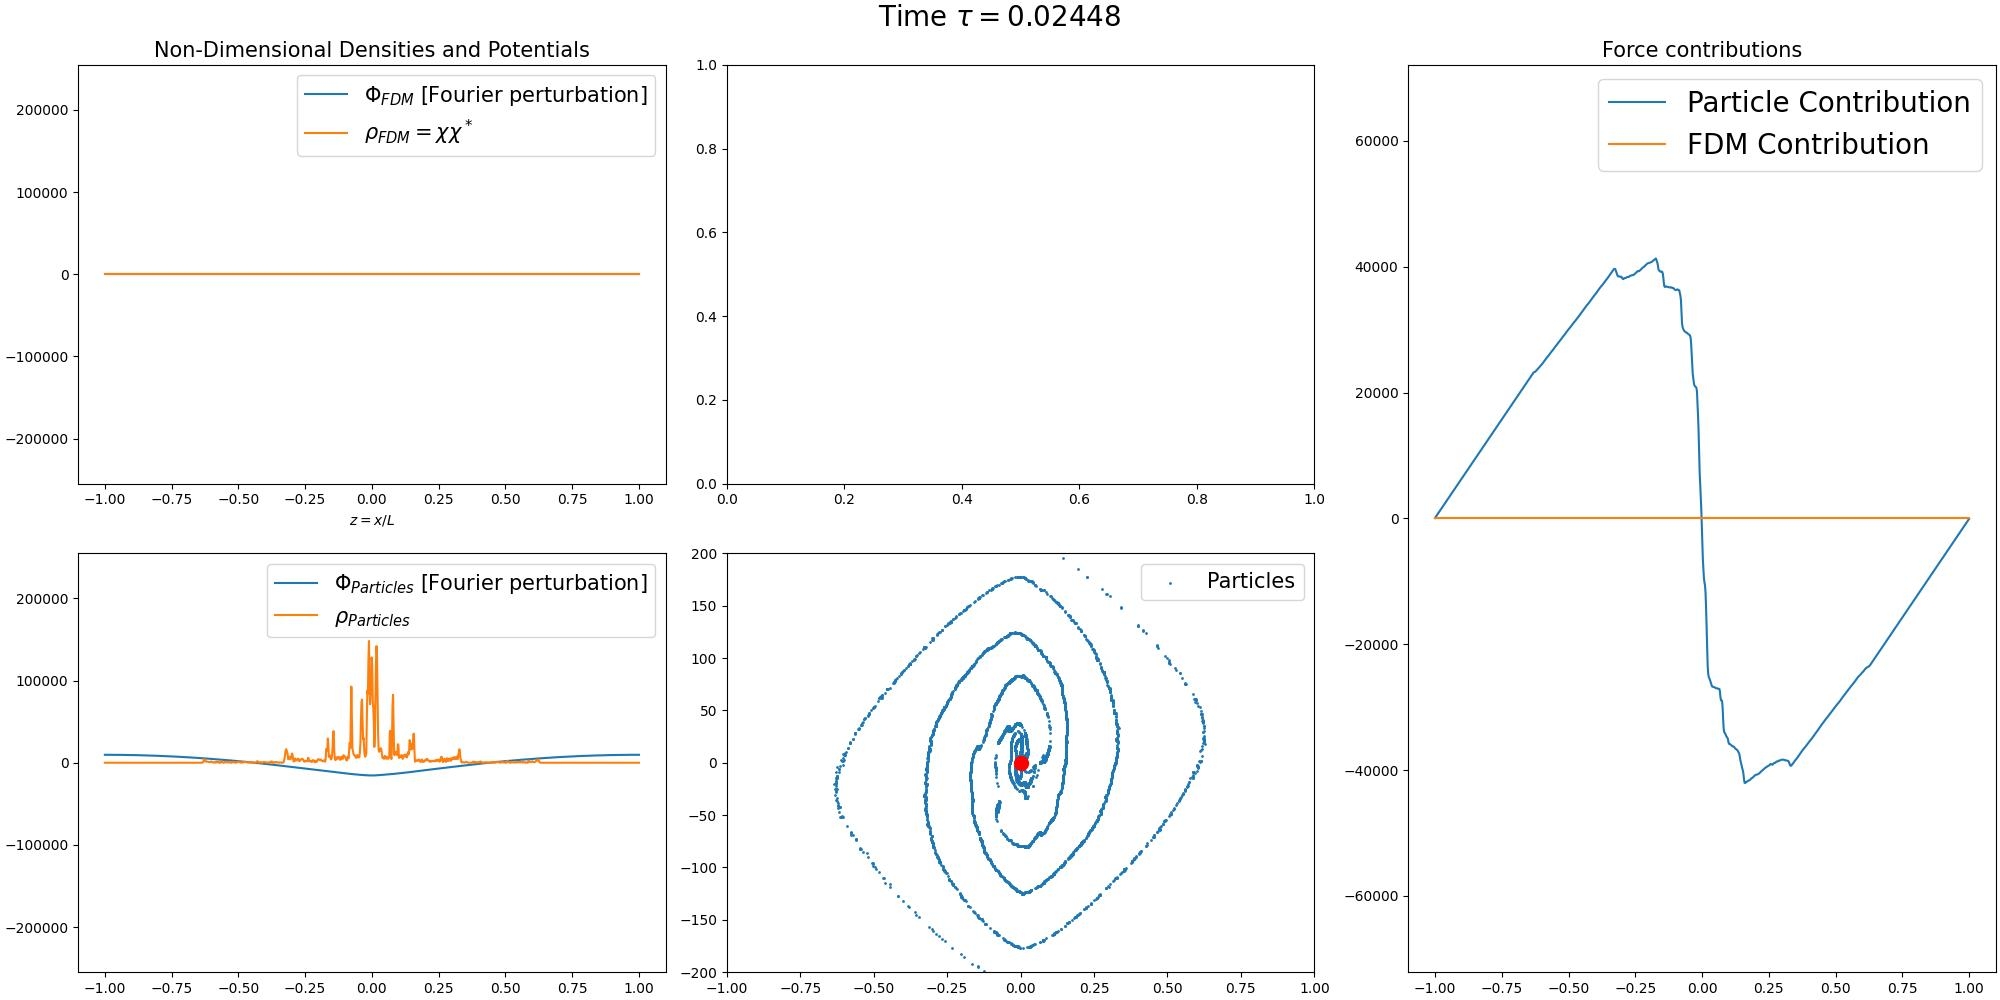 Time τ = 0.02448
Non-Dimensional Densities and Potentials
Φ_FDM [Fourier perturbation]
ρ_FDM = χχ*
200000
100000
0
−100000
−200000
−1.00 −0.75 −0.50 −0.25 0.00 0.25 0.50 0.75 1.00
z = x/L
1.0
0.8
0.6
0.4
0.2
0.0
0.0 0.2 0.4 0.6 0.8 1.0
Force contributions
Particle Contribution
FDM Contribution
60000
40000
20000
0
−20000
−40000
−60000
−1.00 −0.75 −0.50 −0.25 0.00 0.25 0.50 0.75 1.00
Φ_Particles [Fourier perturbation]
ρ_Particles
200000
100000
0
−100000
−200000
−1.00 −0.75 −0.50 −0.25 0.00 0.25 0.50 0.75 1.00
Particles
200
150
100
50
0
−50
−100
−150
−200
−1.00 −0.75 −0.50 −0.25 0.00 0.25 0.50 0.75 1.00